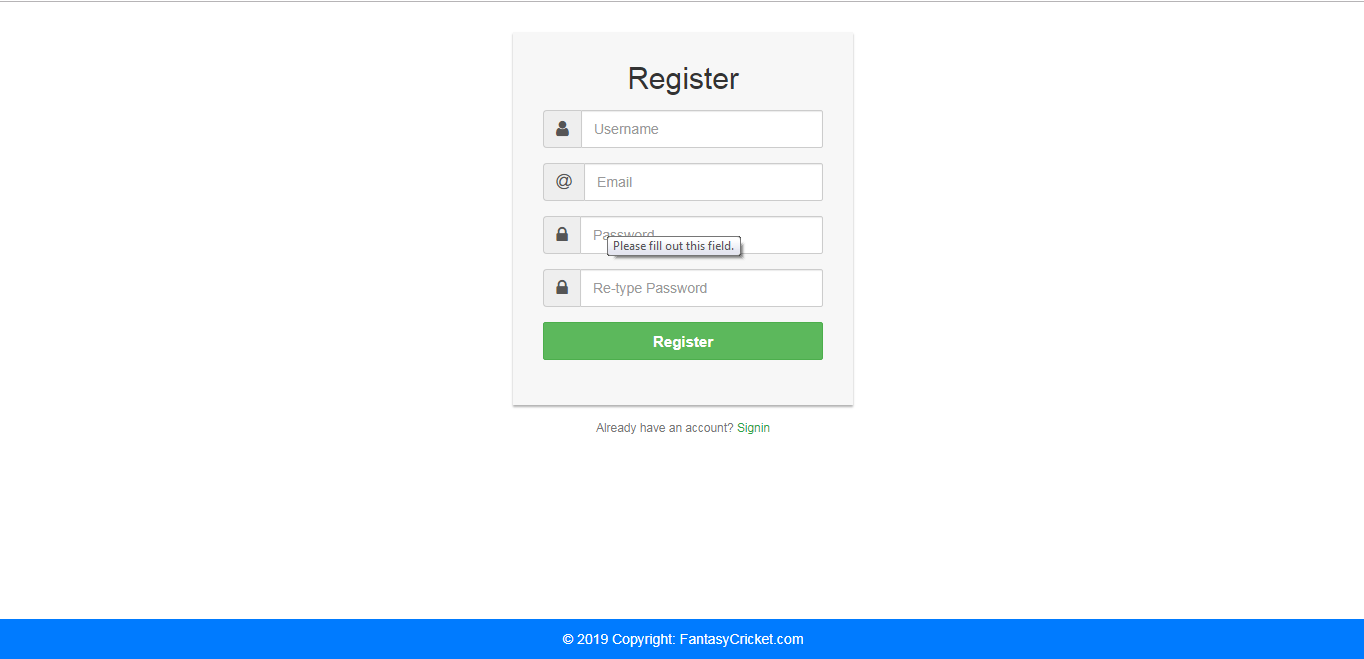 Register
Username
@ Email
Password
Please fill out this field.
Re-type Password
Register
Already have an account? Signin
© 2019 Copyright: FantasyCricket.com